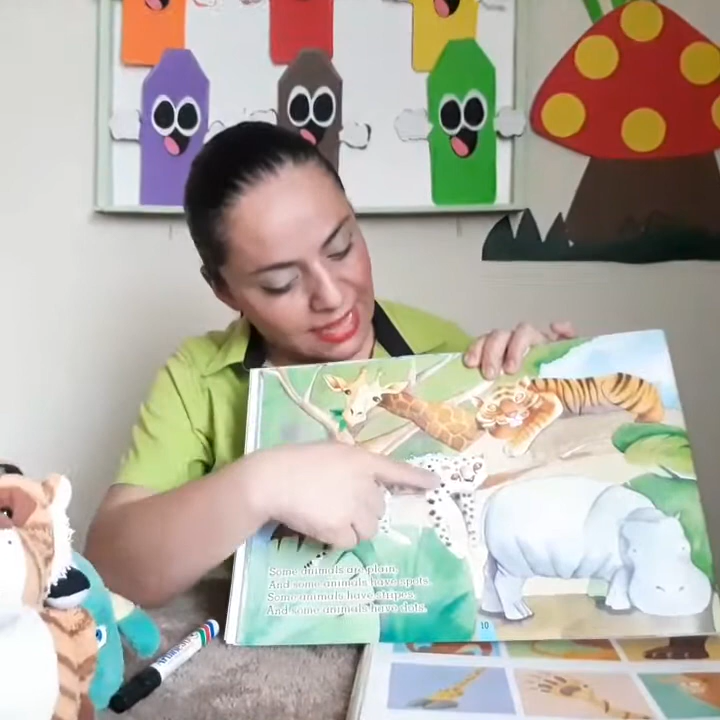 Some animals are plain,
And some animals have spots.
Some animals have stripes,
And some animals have dots.
10